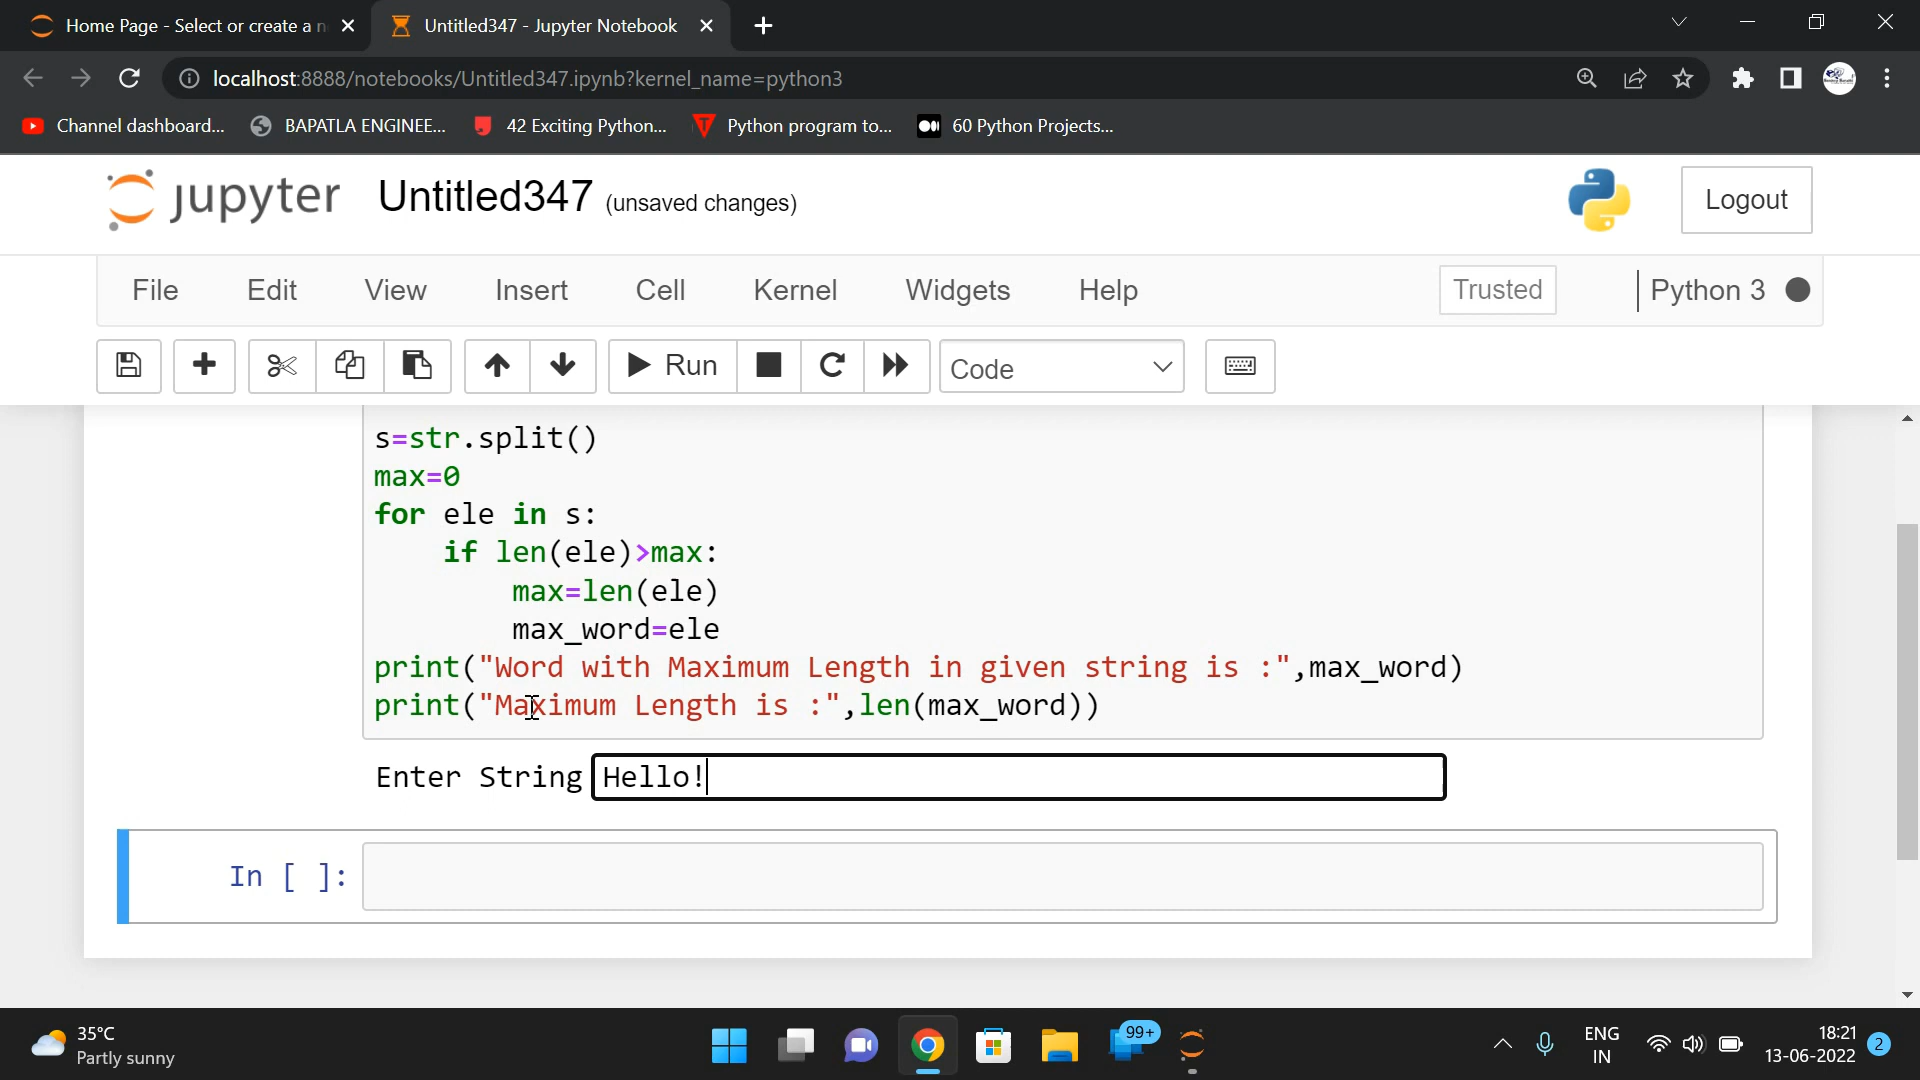 Home Page - Select or create a n
Untitled347 - Jupyter Notebook
localhost:8888/notebooks/Untitled347.ipynb?kernel_name=python3
Channel dashboard...
BAPATLA ENGINEE...
42 Exciting Python...
Python program to...
60 Python Projects...
jupyter
Untitled347 (unsaved changes)
Logout
File Edit View Insert Cell Kernel Widgets Help
Trusted
Python 3
Run
Code
s=str.split()
max=0
for ele in s:
if len(ele)>max:
max=len(ele)
max_word=ele
print("Word with Maximum Length in given string is :",max_word)
print("Maximum Length is :",len(max_word))
Enter String Hello!
In [ ]:
35°C
Partly sunny
99+
ENG
IN
18:21
13-06-2022
2